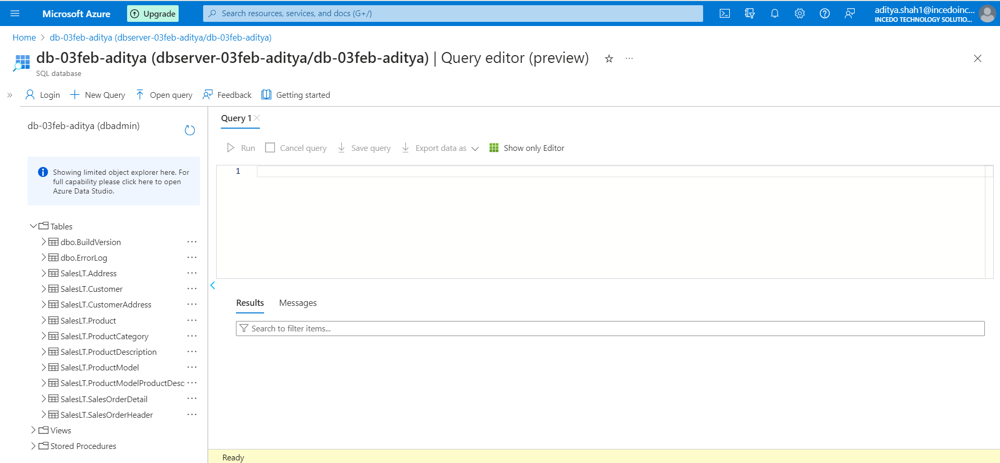 Microsoft Azure
Upgrade
Search resources, services, and docs (G+/)
aditya.shah1@incedoinc...
INCEDO TECHNOLOGY SOLUTIO...
Home > db-03feb-aditya (dbserver-03feb-aditya/db-03feb-aditya)
db-03feb-aditya (dbserver-03feb-aditya/db-03feb-aditya) | Query editor (preview)
SQL database
Login
New Query
Open query
Feedback
Getting started
db-03feb-aditya (dbadmin)
Showing limited object explorer here. For
full capability please click here to open
Azure Data Studio.
Tables
dbo.BuildVersion
dbo.ErrorLog
SalesLT.Address
SalesLT.Customer
SalesLT.CustomerAddress
SalesLT.Product
SalesLT.ProductCategory
SalesLT.ProductDescription
SalesLT.ProductModel
SalesLT.ProductModelProductDesc
SalesLT.SalesOrderDetail
SalesLT.SalesOrderHeader
Views
Stored Procedures
Query 1
Run
Cancel query
Save query
Export data as
Show only Editor
1
Results
Messages
Search to filter items...
Ready